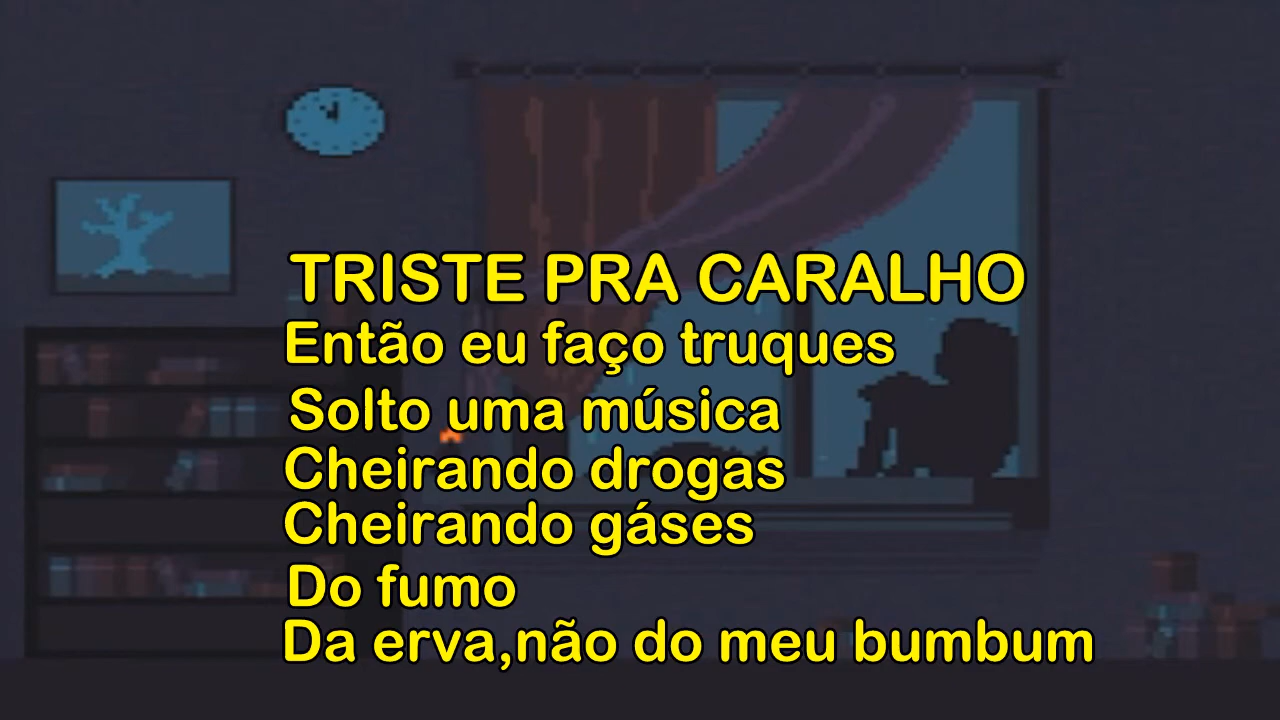 TRISTE PRA CARALHO
Então eu faço truques
Solto uma música
Cheirando drogas
Cheirando gáses
Do fumo
Da erva,não do meu bumbum